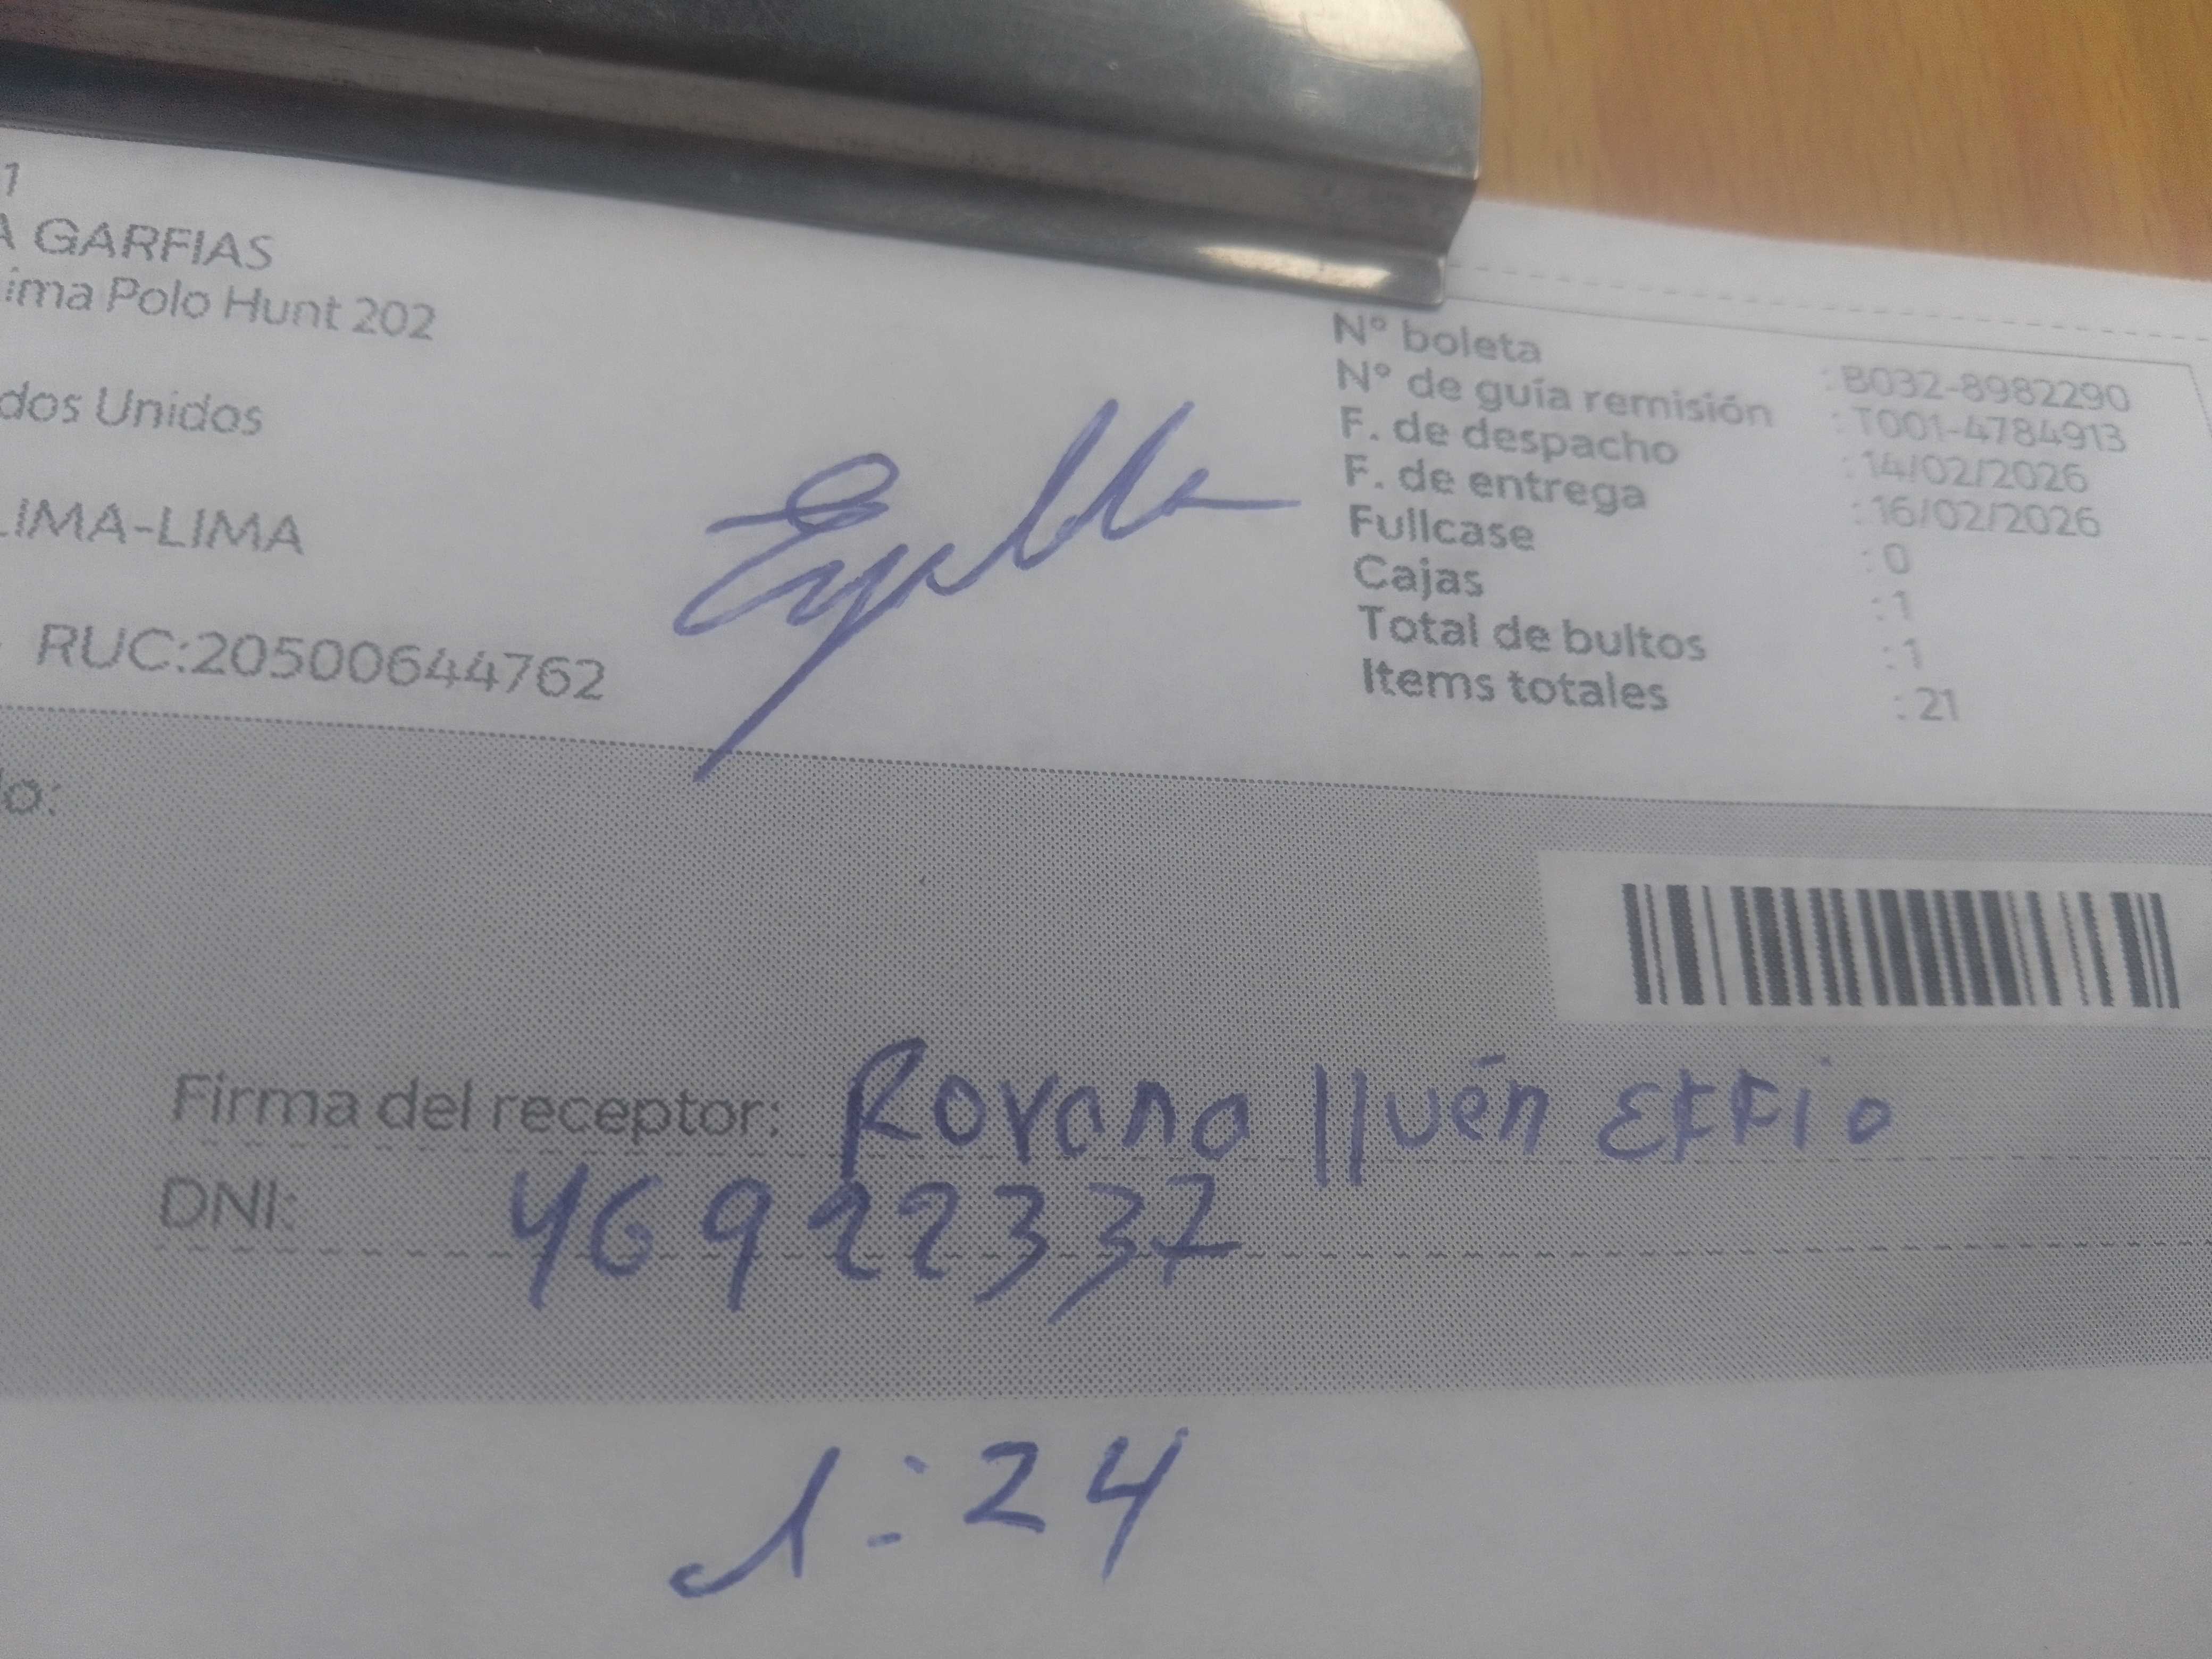 1
A GARFIAS
ima Polo Hunt 202
dos Unidos
LIMA-LIMA
RUC:20500644762
N° boleta : B032-8982290
N° de guía remisión : T001-4784913
F. de despacho : 14/02/2026
F. de entrega : 16/02/2026
Fullcase : 0
Cajas : 1
Total de bultos : 1
Items totales : 21
lo:
Firma del receptor: Rovano lluén Effio
DNI: 46922337
1:24